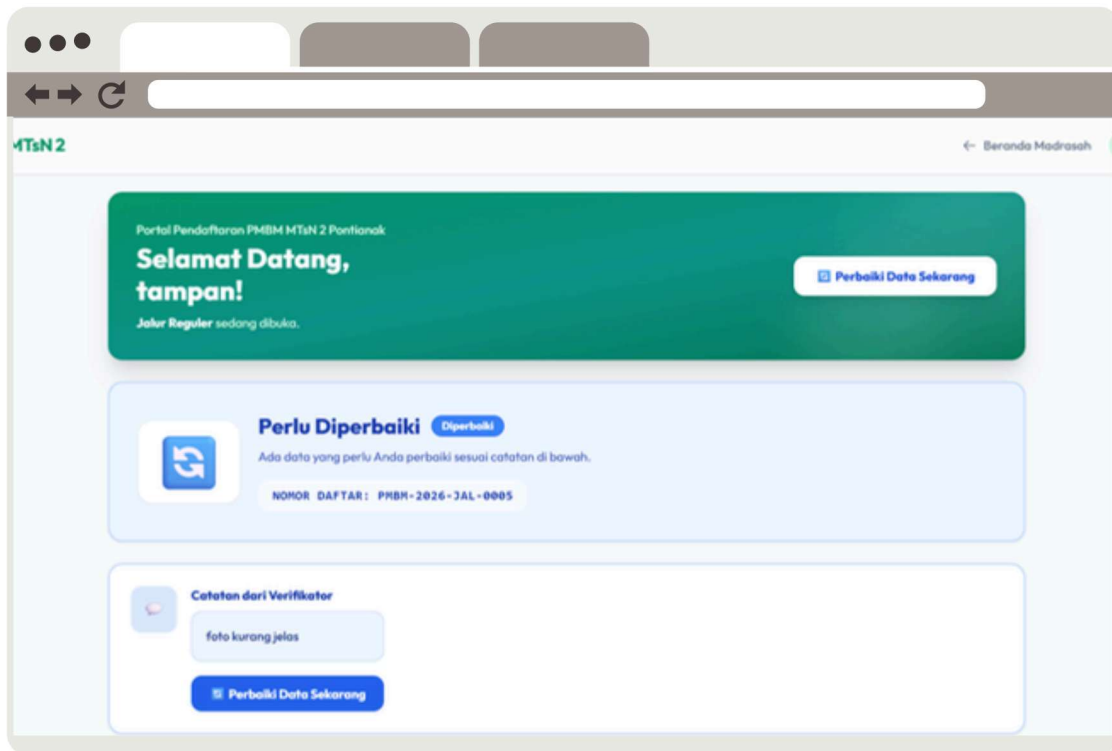 MTsN 2
← Beranda Madrasah
Portal Pendaftaran PMBM MTsN 2 Pontianak
Selamat Datang,
tampan!
Jalur Reguler sedang dibuka.
Perbaiki Data Sekarang
Perlu Diperbaiki Diperbaiki
Ada data yang perlu Anda perbaiki sesuai catatan di bawah.
NOMOR DAFTAR: PMBM-2026-JAL-0005
Catatan dari Verifikator
foto kurang jelas
Perbaiki Data Sekarang